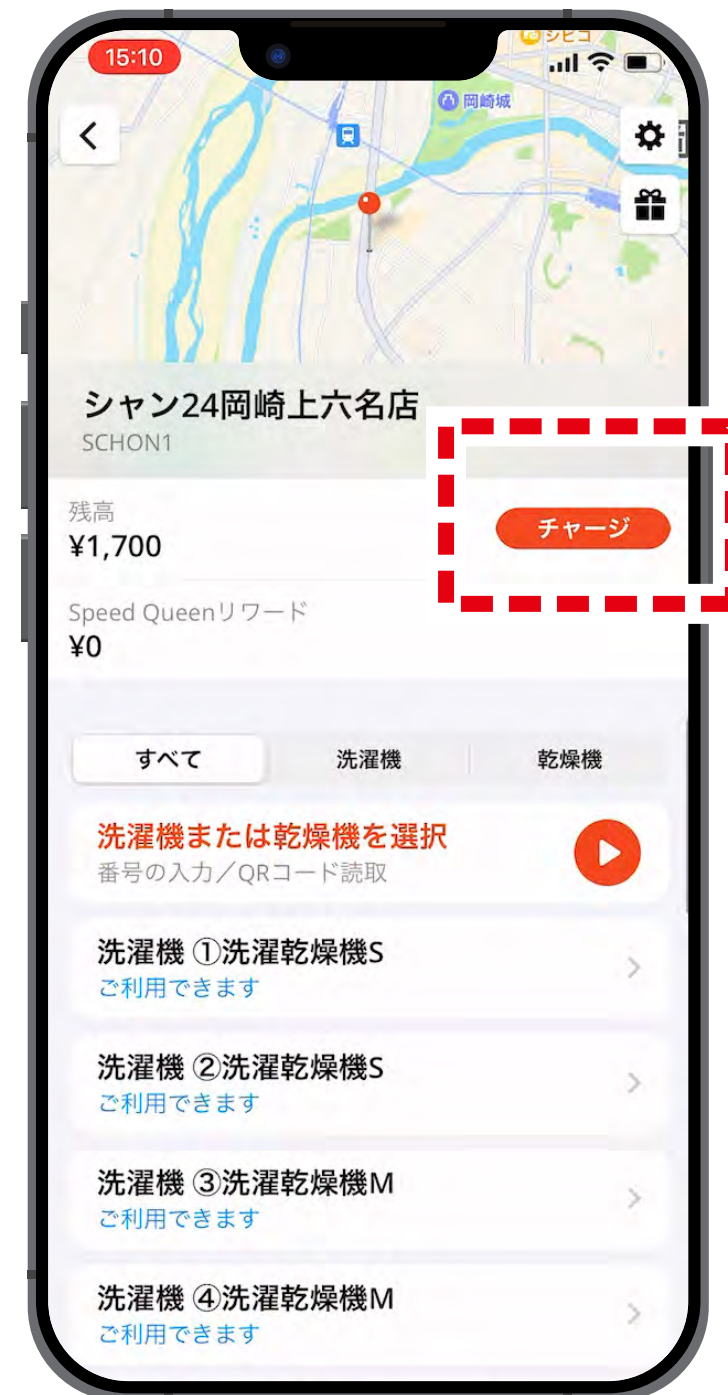 15:10
シビコ
岡崎城
シャン24岡崎上六名店
SCHON1
残高
¥1,700
チャージ
Speed Queenリワード
¥0
すべて
洗濯機
乾燥機
洗濯機または乾燥機を選択
番号の入力／QRコード読取
洗濯機 ①洗濯乾燥機S
ご利用できます
洗濯機 ②洗濯乾燥機S
ご利用できます
洗濯機 ③洗濯乾燥機M
ご利用できます
洗濯機 ④洗濯乾燥機M
ご利用できます